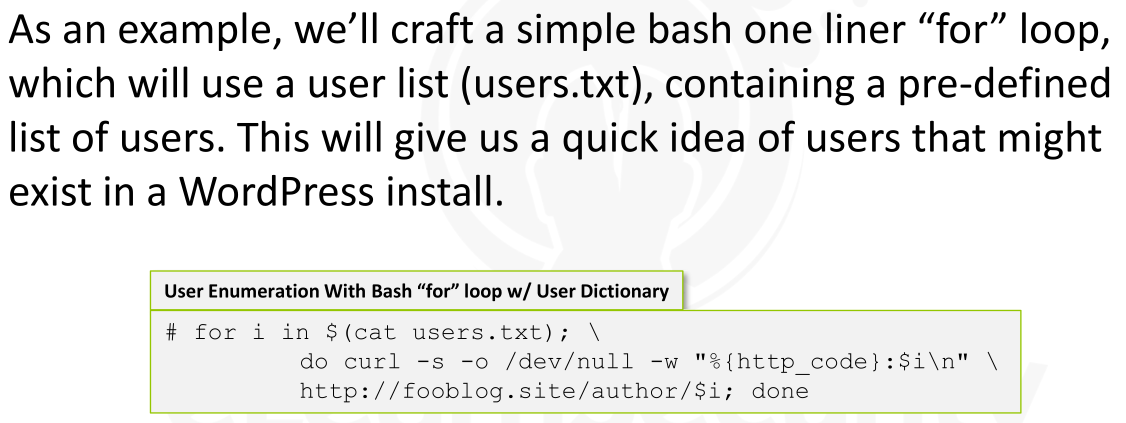 As an example, we’ll craft a simple bash one liner “for” loop,
which will use a user list (users.txt), containing a pre-defined
list of users. This will give us a quick idea of users that might
exist in a WordPress install.
User Enumeration With Bash “for” loop w/ User Dictionary
# for i in $(cat users.txt); \
do curl -s -o /dev/null -w "%{http_code}:$i\n" \
http://fooblog.site/author/$i; done